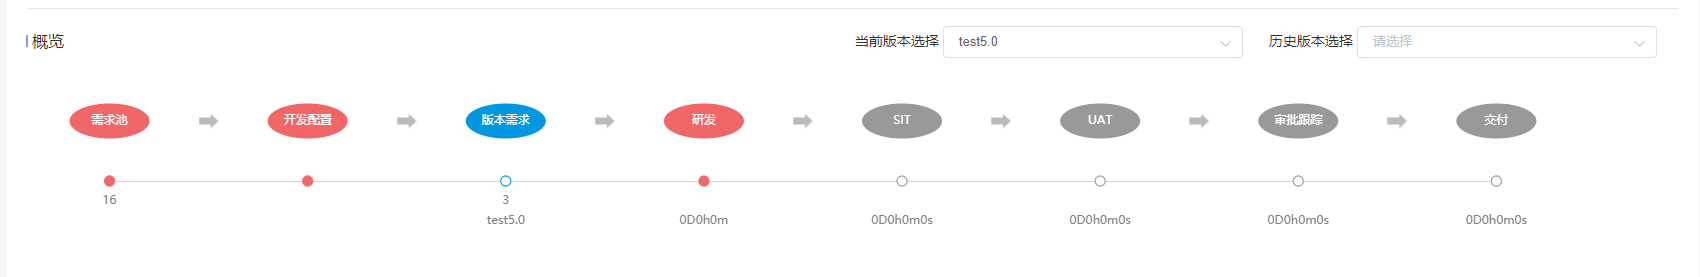 概览
当前版本选择 test5.0 历史版本选择 请选择
需求池 开发配置 版本需求 研发 SIT UAT 审批跟踪 交付
16 3
test5.0 0D0h0m 0D0h0m0s 0D0h0m0s 0D0h0m0s 0D0h0m0s